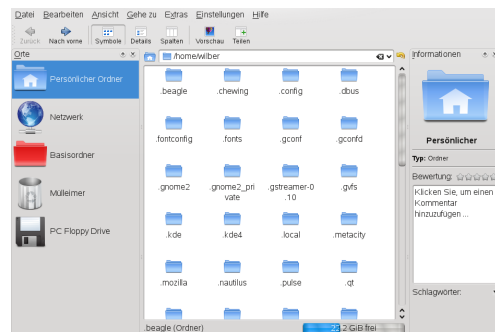 Datei Bearbeiten Ansicht Gehe zu Extras Einstellungen Hilfe
Zurück Nach vorne Symbole Details Spalten Vorschau Teilen
Orte
Persönlicher Ordner
Netzwerk
Basisordner
Mülleimer
PC Floppy Drive
/home/wilber
.beagle .chewing .config .dbus
.fontconfig .fonts .gconf .gconfd
.gnome2 .gnome2_pri .gstreamer-0 .gvfs
vate .10
.kde .kde4 .local .metacity
.mozilla .nautilus .pulse .qt
.beagle (Ordner)
2 GiB frei
Informationen
Persönlicher
Typ: Ordner
Bewertung:
Klicken Sie, um einen
Kommentar
hinzuzufügen ...
Schlagwörter: